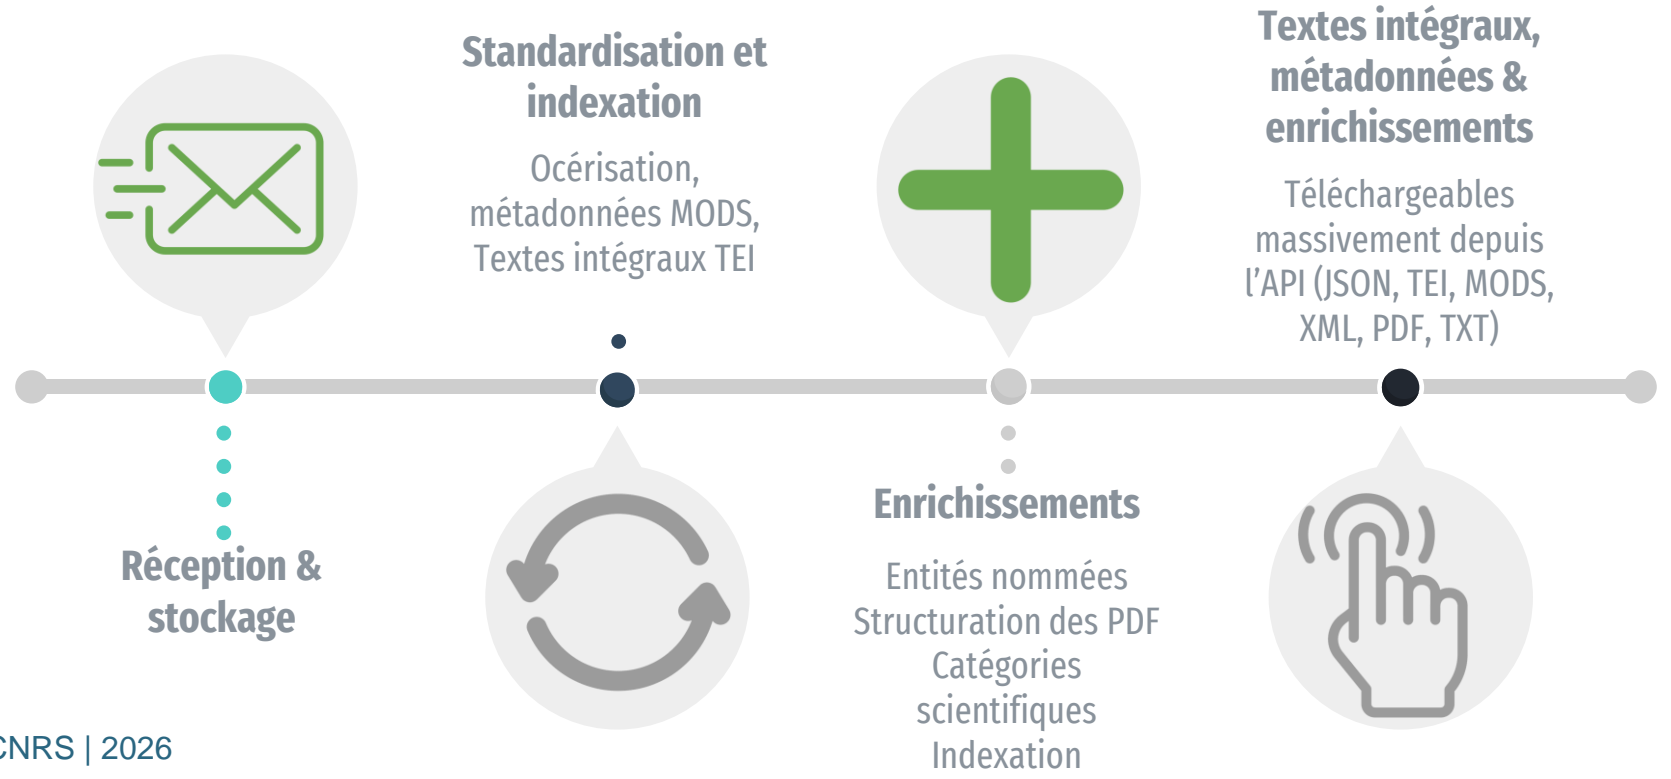 Réception &
stockage
Standardisation et
indexation
Océrisation,
métadonnées MODS,
Textes intégraux TEI
Enrichissements
Entités nommées
Structuration des PDF
Catégories
scientifiques
Indexation
Textes intégraux,
métadonnées &
enrichissements
Téléchargeables
massivement depuis
l’API (JSON, TEI, MODS,
XML, PDF, TXT)
CNRS | 2026